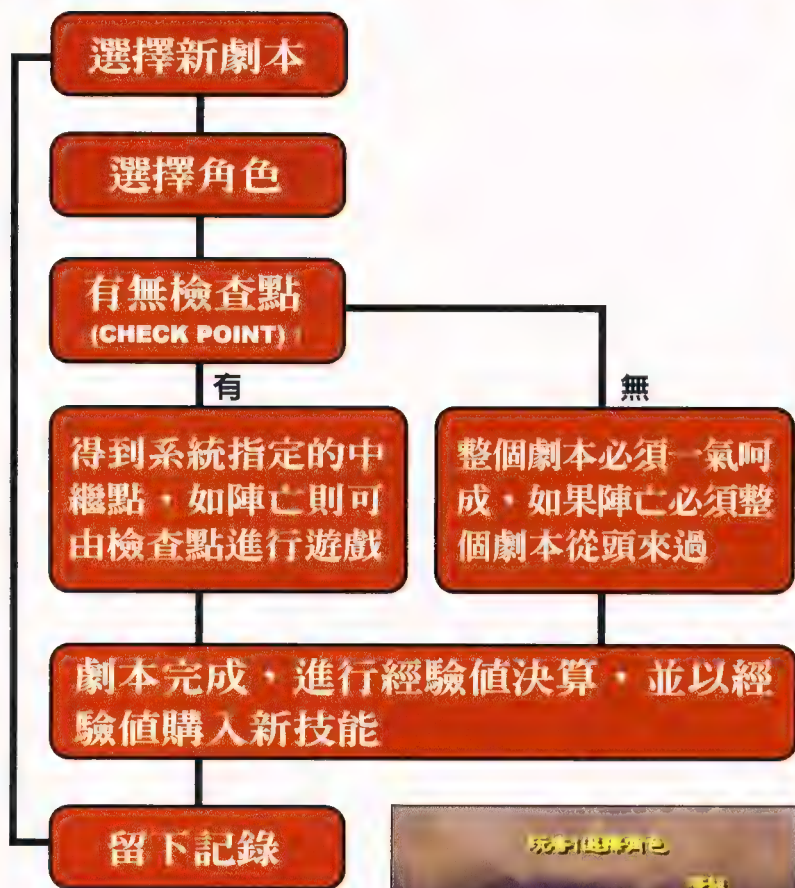 選擇新劇本
選擇角色
有無檢查點
(CHECK POINT)
有
無
得到系統指定的中
繼點,如陣亡則可
由檢查點進行遊戲
整個劇本必須一氣呵
成,如果陣亡必須整
個劇本從頭來過
劇本完成,進行經驗值決算,並以經
驗值購入新技能
留下記錄
選擇角色